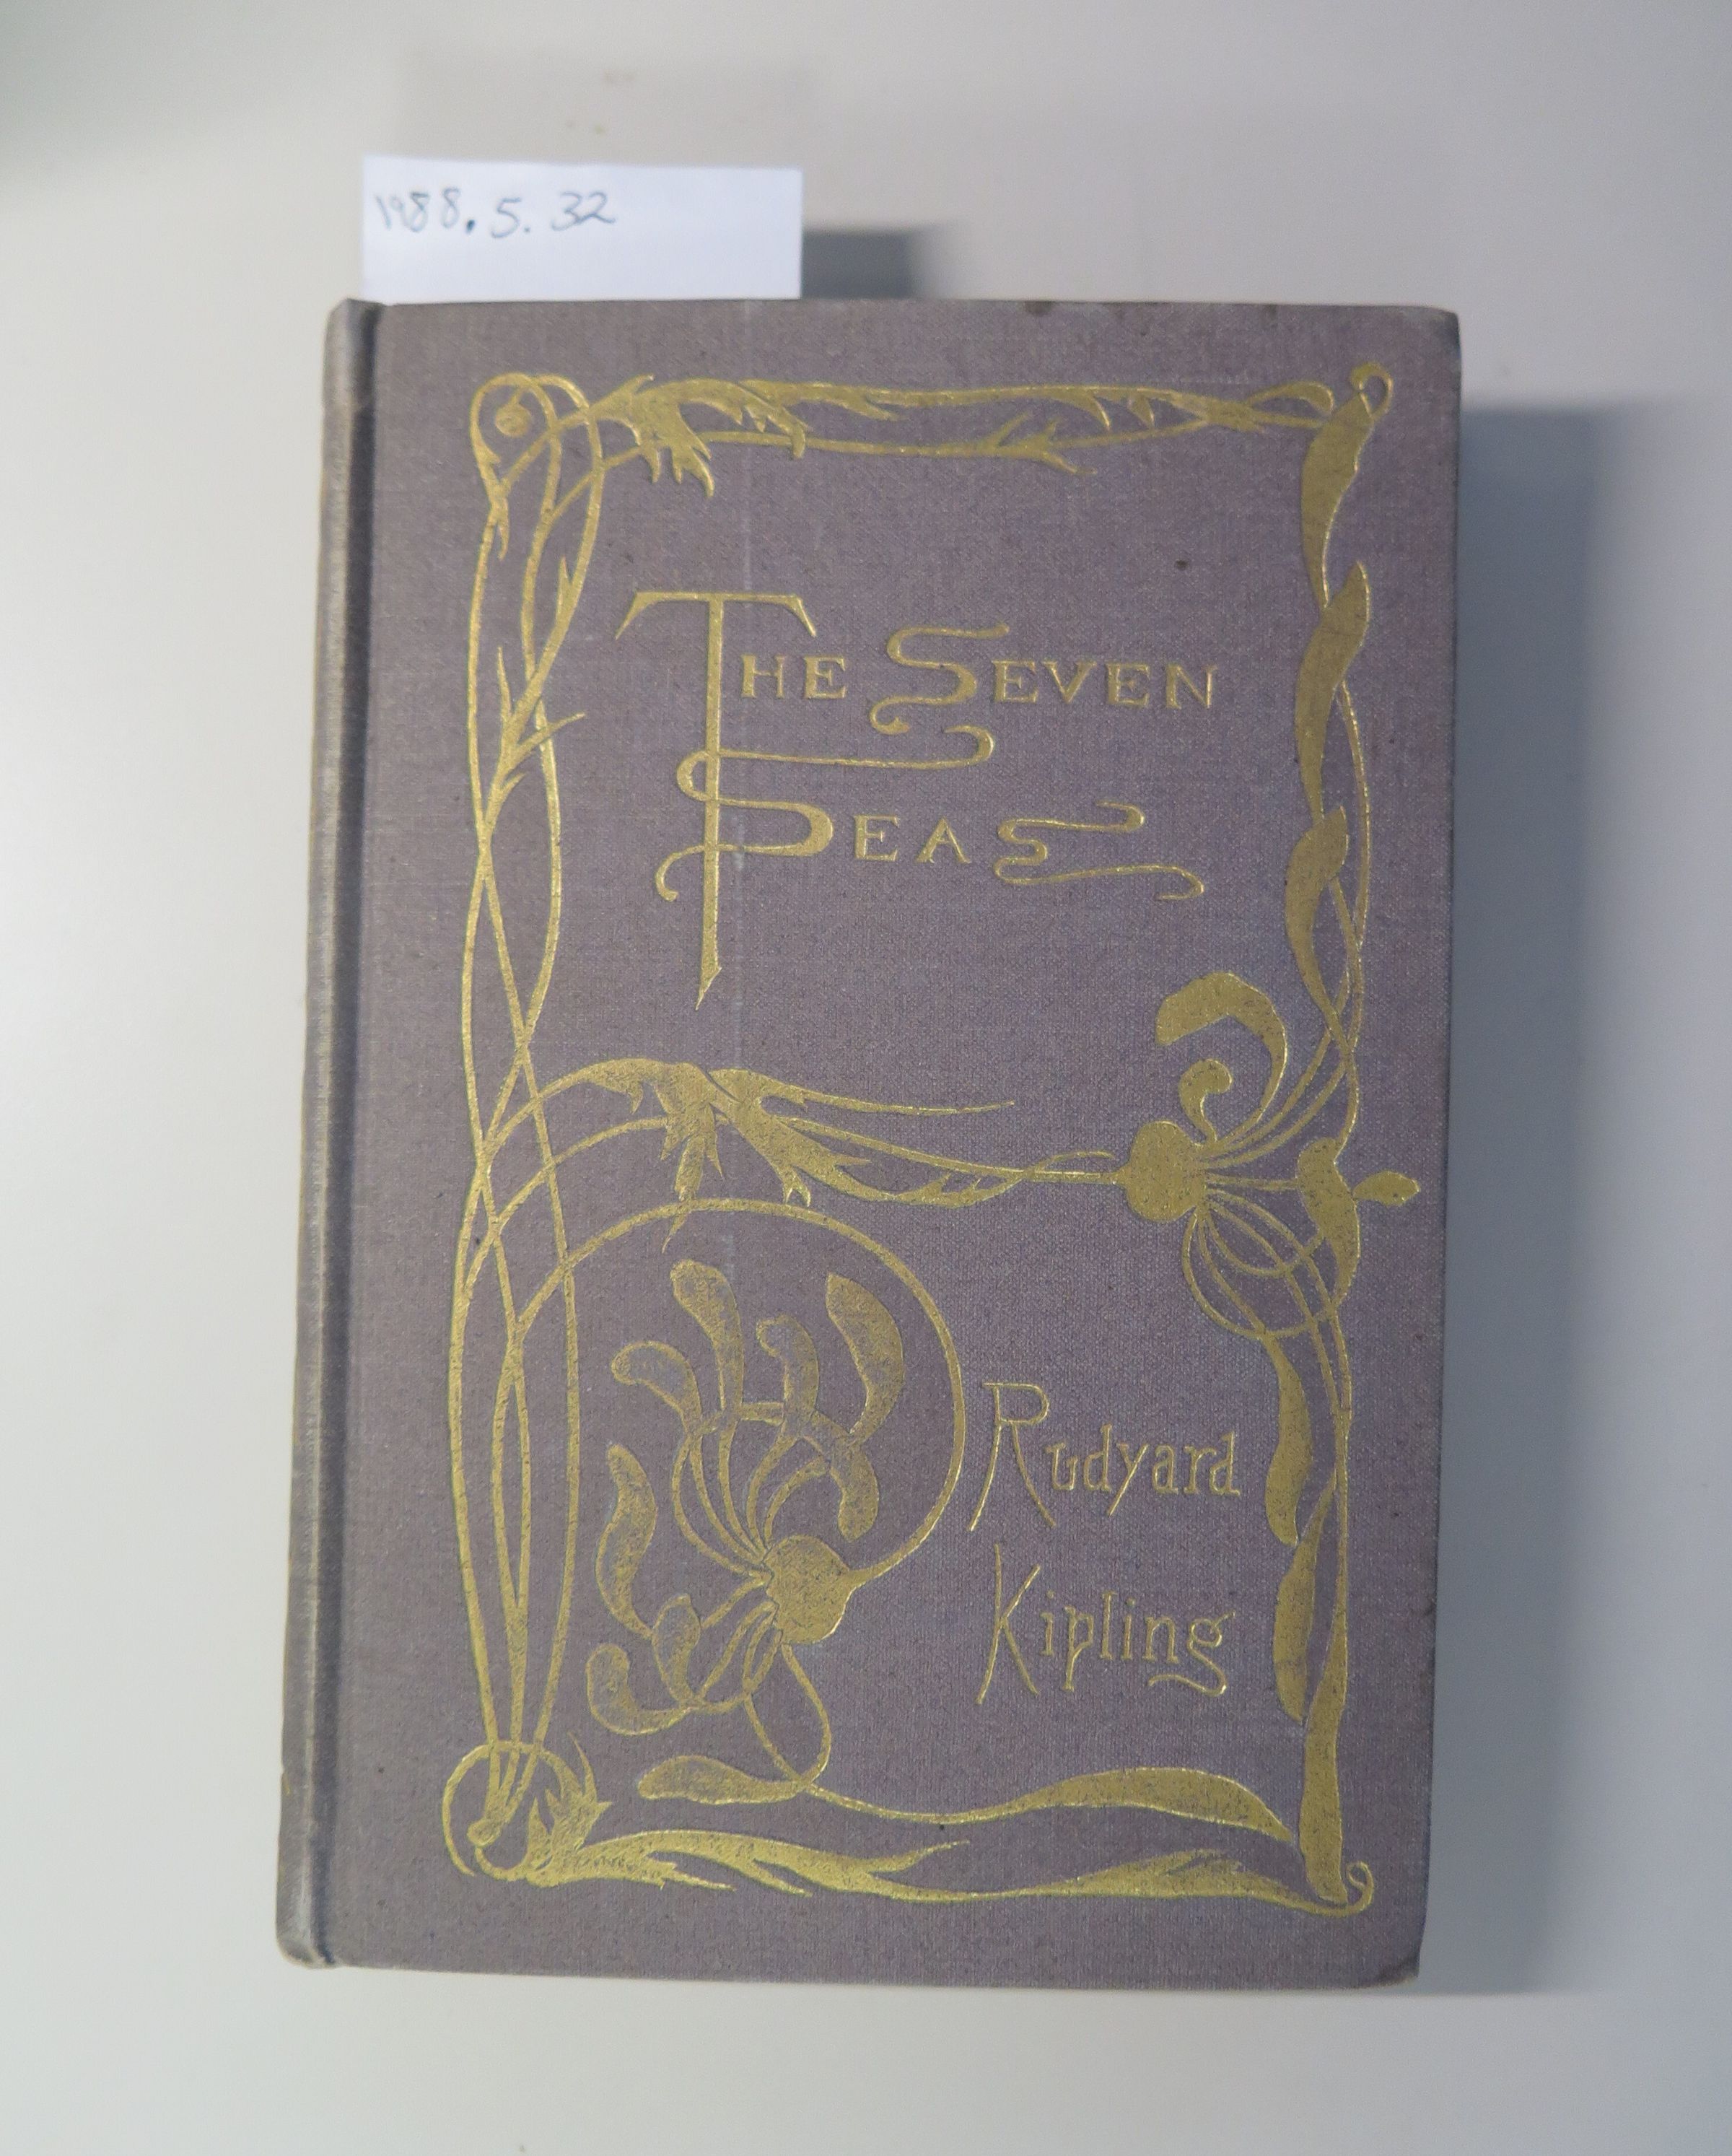 1988.5.32
The Seven
Seas
Rudyard
Kipling